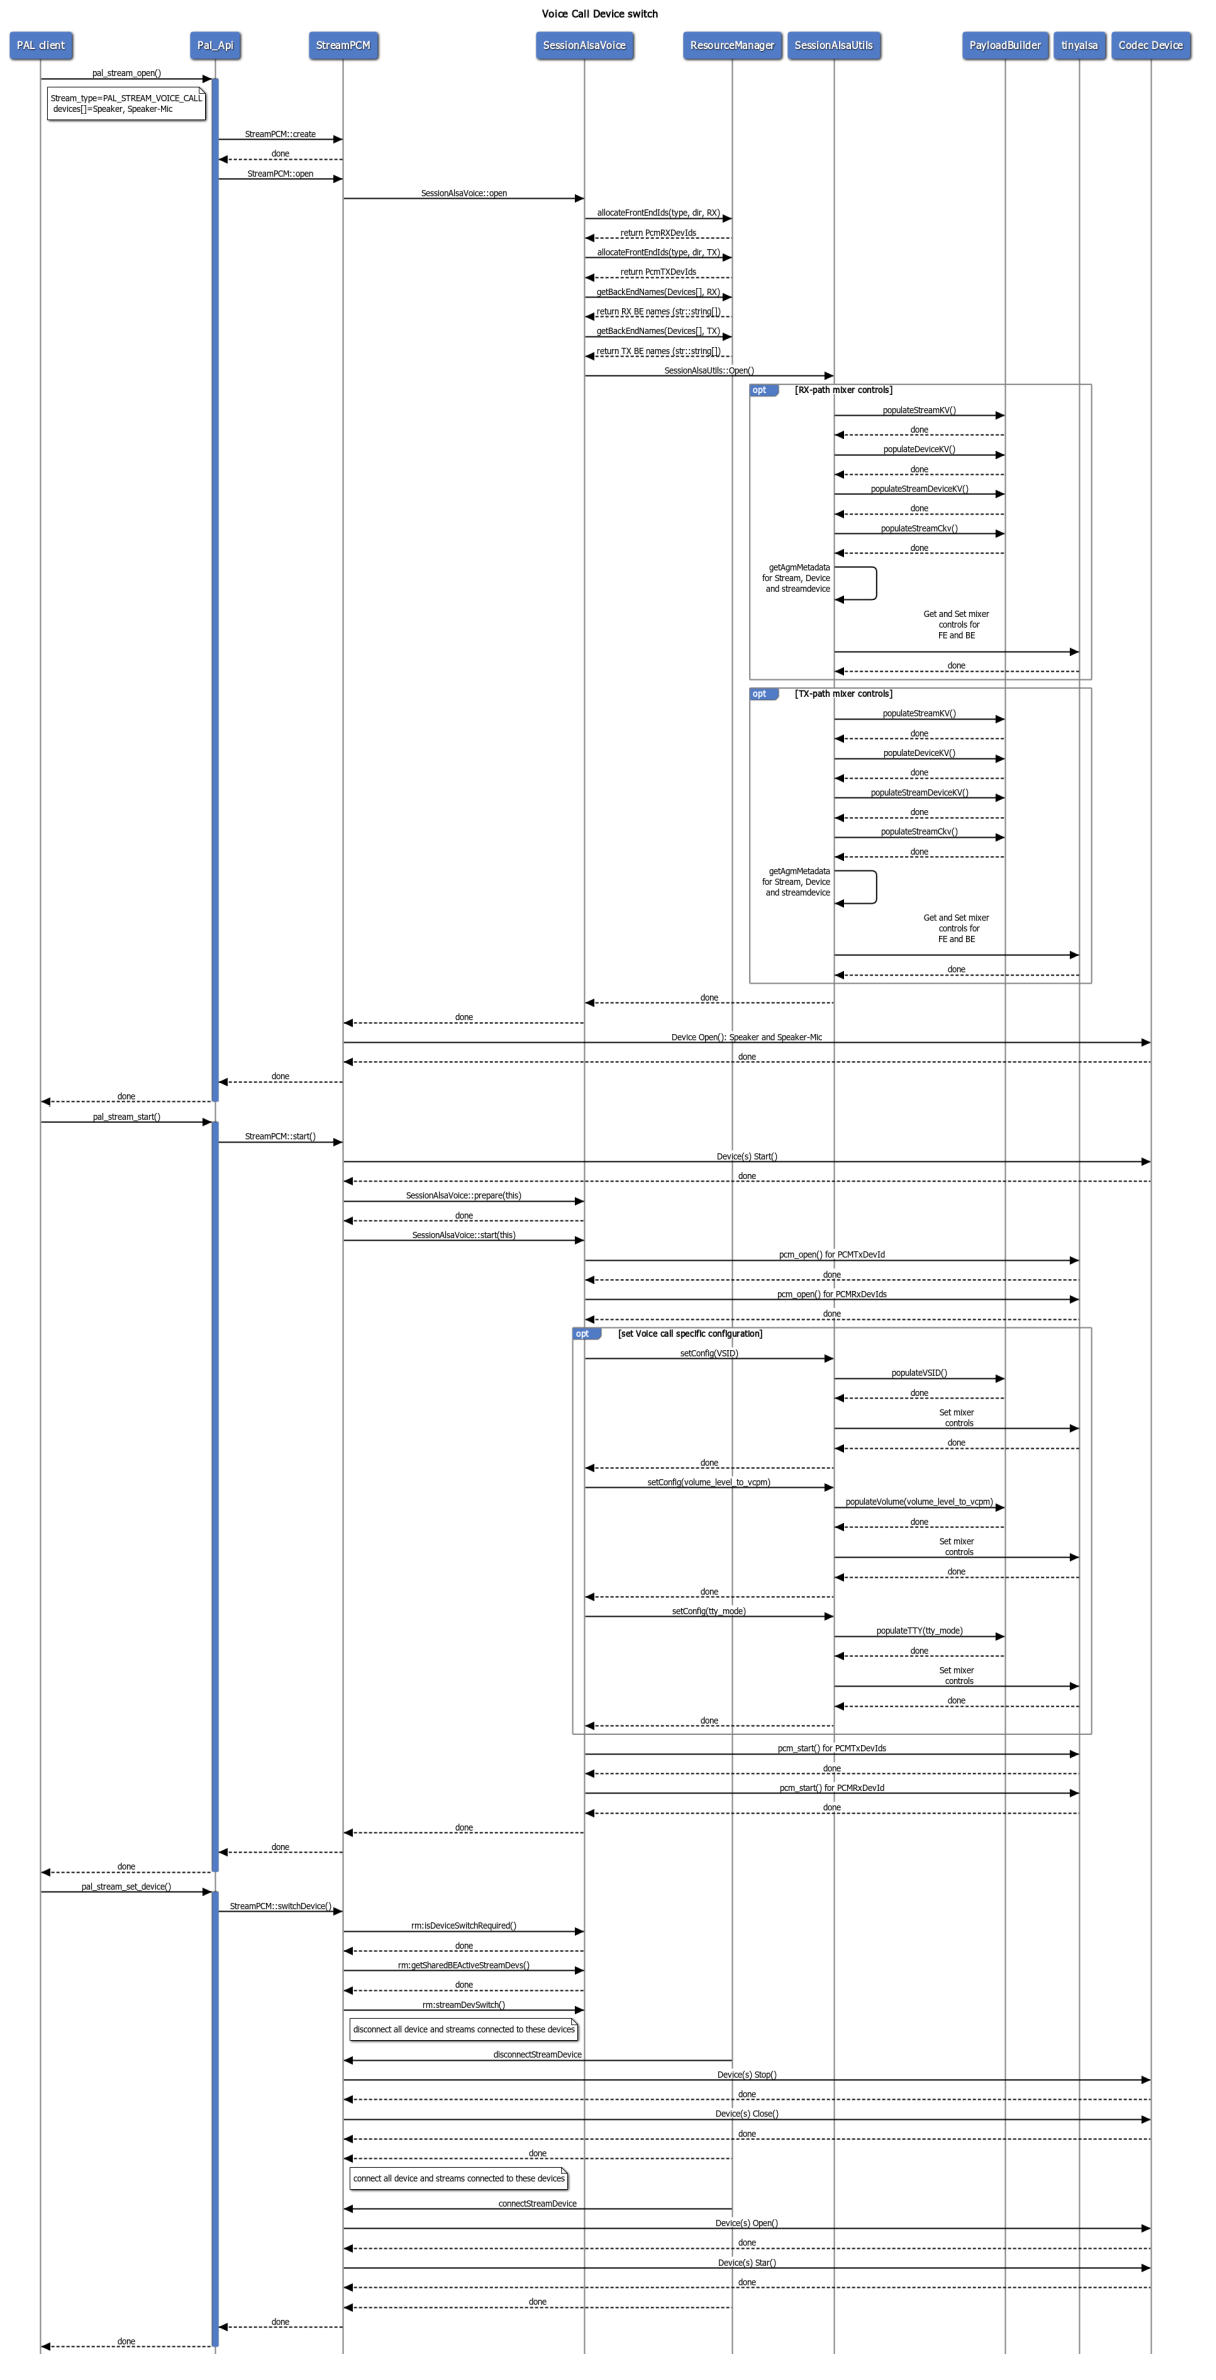 Voice Call Device switch
PAL client
Pal_Api
StreamPCM
SessionAlsaVoice
ResourceManager
SessionAlsaUtils
PayloadBuilder
tinyalsa
Codec Device
pal_stream_open()
Stream_type=PAL_STREAM_VOICE_CALL
devices[]=Speaker, Speaker-Mic
StreamPCM::create
done
StreamPCM::open
SessionAlsaVoice::open
allocateFrontEndIds(type, dir, RX)
return PcmRXDevIds
allocateFrontEndIds(type, dir, TX)
return PcmTXDevIds
getBackEndNames(Devices[], RX)
return RX BE names (str::string[])
getBackEndNames(Devices[], TX)
return TX BE names (str::string[])
SessionAlsaUtils::Open()
opt
[RX-path mixer controls]
populateStreamKV()
done
populateDeviceKV()
done
populateStreamDeviceKV()
done
populateStreamCkv()
done
getAgmMetadata
for Stream, Device
and streamdevice
Get and Set mixer
controls for
FE and BE
done
opt
[TX-path mixer controls]
populateStreamKV()
done
populateDeviceKV()
done
populateStreamDeviceKV()
done
populateStreamCkv()
done
getAgmMetadata
for Stream, Device
and streamdevice
Get and Set mixer
controls for
FE and BE
done
done
done
Device Open(): Speaker and Speaker-Mic
done
done
done
pal_stream_start()
StreamPCM::start()
Device(s) Start()
done
SessionAlsaVoice::prepare(this)
done
SessionAlsaVoice::start(this)
pcm_open() for PCMTxDevId
done
pcm_open() for PCMRxDevIds
done
opt
[set Voice call specific configuration]
setConfig(VSID)
populateVSID()
done
Set mixer
controls
done
done
setConfig(volume_level_to_vcpm)
populateVolume(volume_level_to_vcpm)
done
Set mixer
controls
done
done
setConfig(tty_mode)
populateTTY(tty_mode)
done
Set mixer
controls
done
done
pcm_start() for PCMTxDevIds
done
pcm_start() for PCMRxDevId
done
done
done
done
pal_stream_set_device()
StreamPCM::switchDevice()
rm:isDeviceSwitchRequired()
done
rm:getSharedBEActiveStreamDevs()
done
rm:streamDevSwitch()
disconnect all device and streams connected to these devices
disconnectStreamDevice
Device(s) Stop()
done
Device(s) Close()
done
done
connect all device and streams connected to these devices
connectStreamDevice
Device(s) Open()
done
Device(s) Star()
done
done
done
done